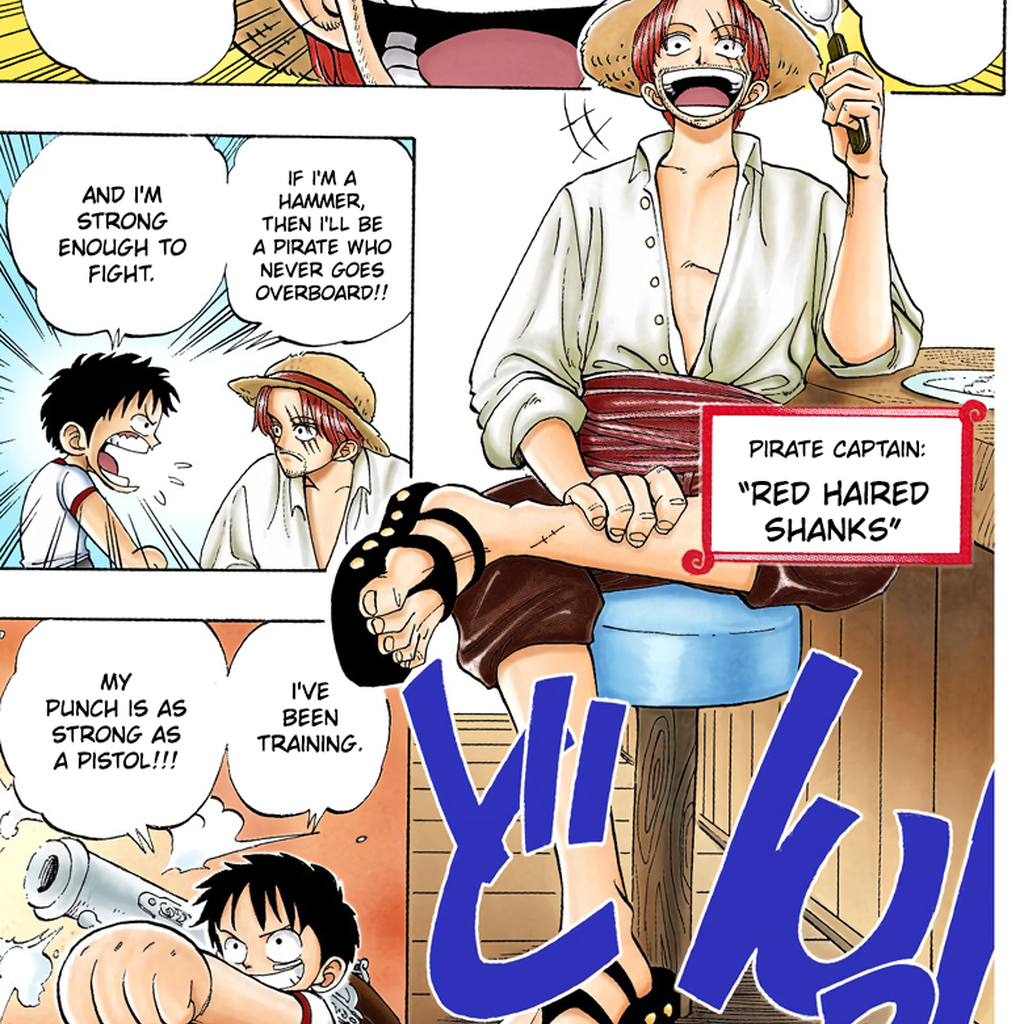 PIRATE CAPTAIN:
"RED HAIRED
SHANKS"
どんっ
IF I'M A
HAMMER,
THEN I'LL BE
A PIRATE WHO
NEVER GOES
OVERBOARD!!
AND I'M
STRONG
ENOUGH TO
FIGHT.
I'VE
BEEN
TRAINING.
MY
PUNCH IS AS
STRONG AS
A PISTOL!!!